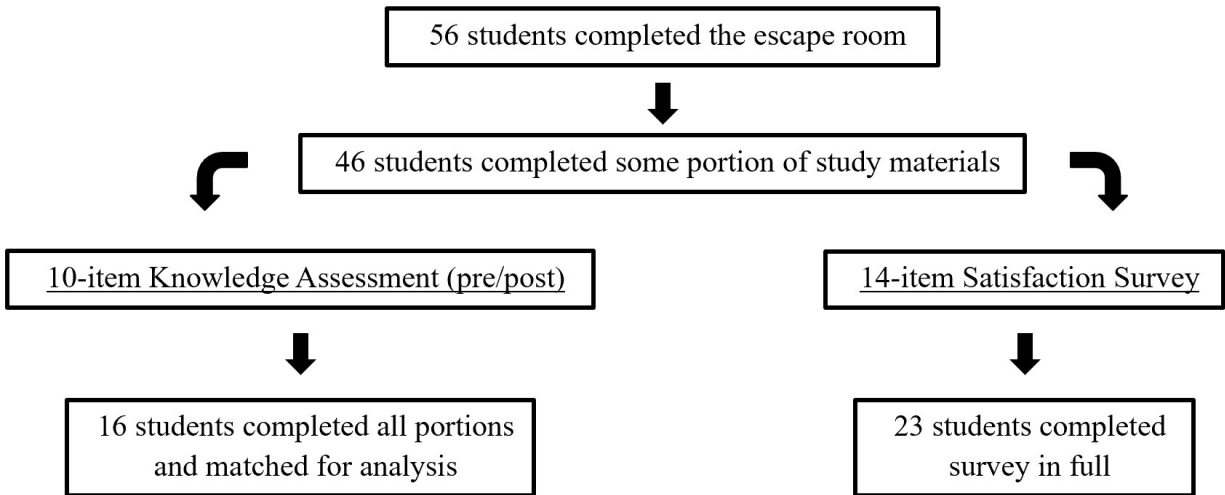 56 students completed the escape room
46 students completed some portion of study materials
10-item Knowledge Assessment (pre/post)
14-item Satisfaction Survey
16 students completed all portions
and matched for analysis
23 students completed
survey in full